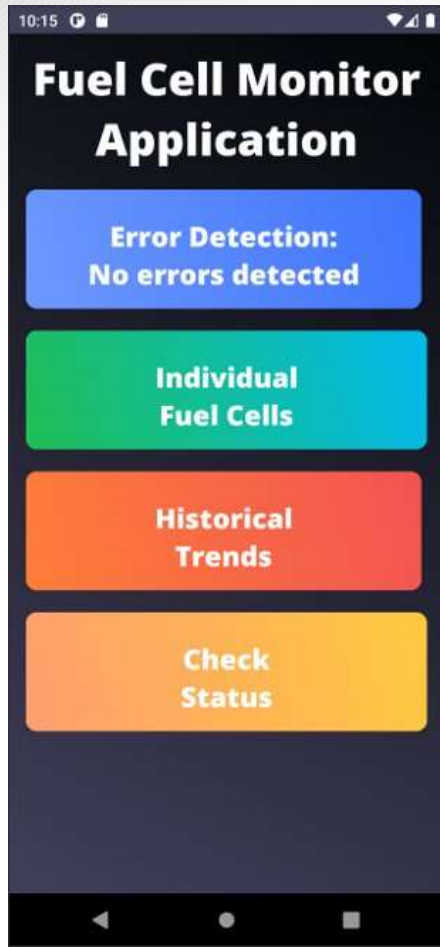 10:15
Fuel Cell Monitor
Application
Error Detection:
No errors detected
Individual
Fuel Cells
Historical
Trends
Check
Status